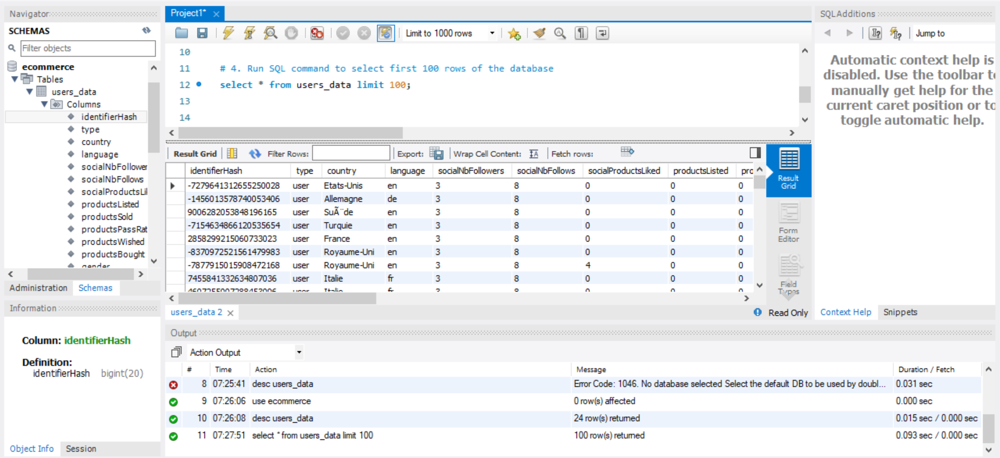 Navigator
SCHEMAS
Filter objects
ecommerce
Tables
users_data
Columns
identifierHash
type
country
language
socialNbFollower
socialNbFollows
socialProductsLi
productsListed
productsSold
productsPassRat
productsWished
productsBought
gender
Administration Schemas
Information
Column: identifierHash
Definition:
identifierHash bigint(20)
Object Info Session
Project1*
Limit to 1000 rows
10
11 # 4. Run SQL command to select first 100 rows of the database
12 select * from users_data limit 100;
13
14
Result Grid Filter Rows: Export: Wrap Cell Content: Fetch rows:
identifierHash type country language socialNbFollowers socialNbFollows socialProductsLiked productsListed pro
-7279641312655250028 user Etats-Unis en 3 8 0 0 0
-1456013578740053406 user Allemagne de 3 8 0 0 0
9006282053848196165 user SuÃ¨de en 3 8 0 0 0
-7154634866120535654 user Turquie en 3 8 0 0 0
2858299215060733023 user France en 3 8 0 0 0
-8370972521561479983 user Royaume-Uni en 3 8 0 0 0
-7877915015908472168 user Royaume-Uni en 3 8 4 0 0
7455841332634807036 user Italie fr 3 8 0 0 0
user Italie fr 3 8 0 0 0
Result Grid
Form Editor
Field Types
users_data 2
Read Only
SQLAdditions
Jump to
Automatic context help is
disabled. Use the toolbar to
manually get help for the
current caret position or to
toggle automatic help.
Context Help Snippets
Output
Action Output
# Time Action Message Duration / Fetch
8 07:25:41 desc users_data Error Code: 1046. No database selected Select the default DB to be used by doubl... 0.031 sec
9 07:26:06 use ecommerce 0 row(s) affected 0.000 sec
10 07:26:08 desc users_data 24 row(s) returned 0.015 sec / 0.000 sec
11 07:27:51 select * from users_data limit 100 100 row(s) returned 0.093 sec / 0.000 sec